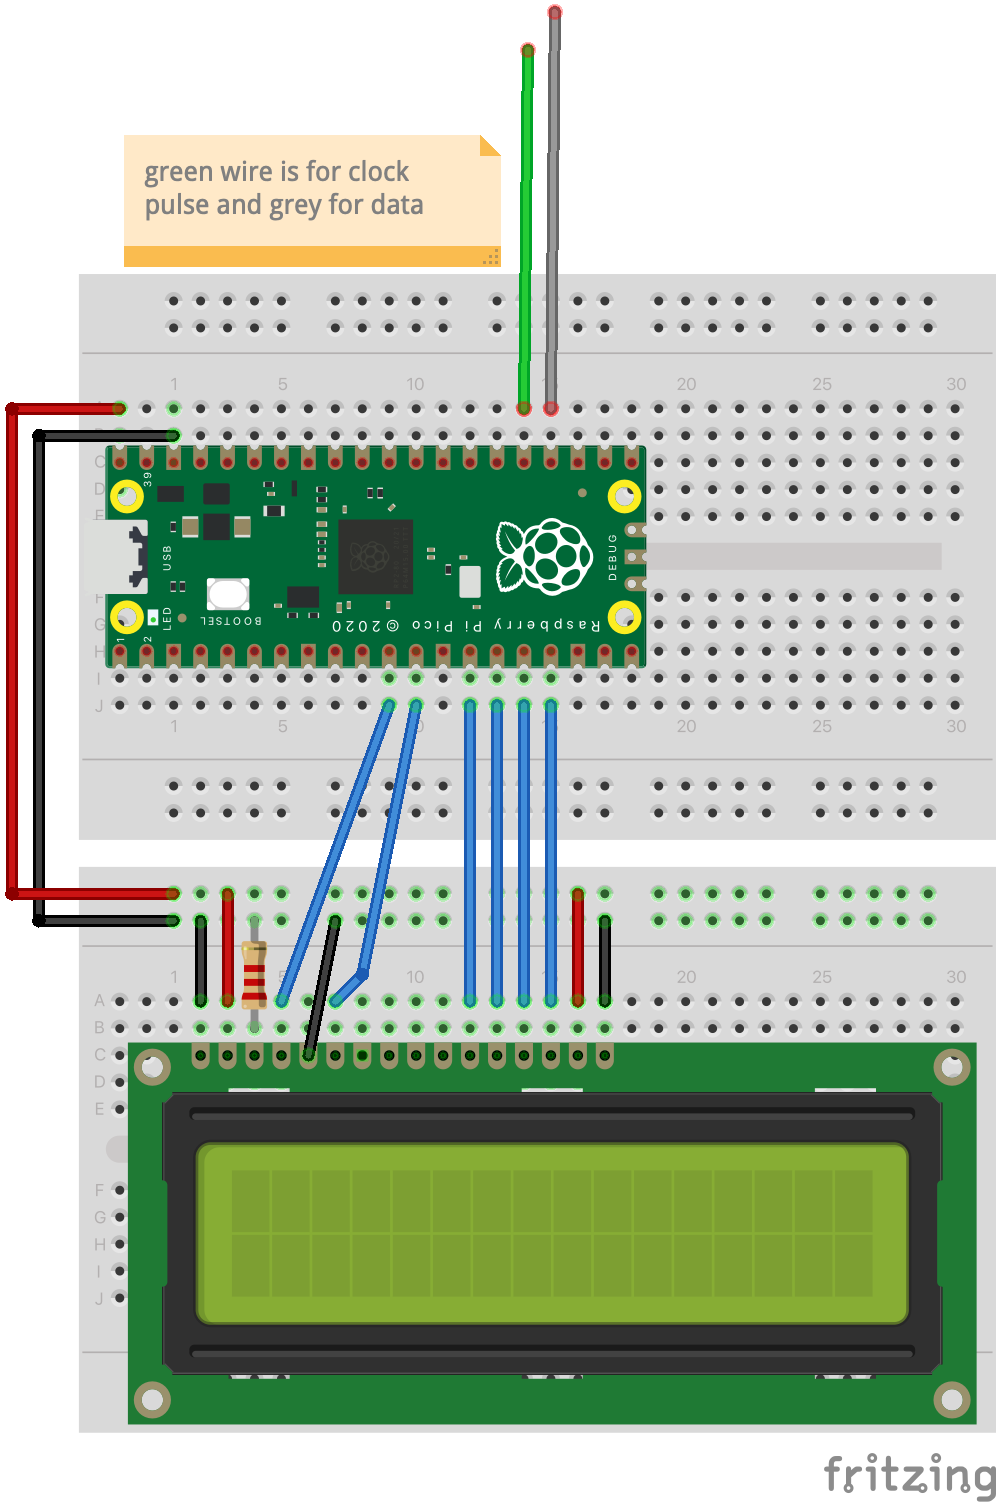 green wire is for clock
pulse and grey for data
1 5 10 15 20 25 30
C
D
39
USB
DEBUG
LED
BOOTSEL
Raspberry Pi Pico © 2020
F
G
H
1
2
I
J
1 5 20 25 30
1 5 10 20 25 30
A
B
C
D
E
F
G
H
I
J
fritzing